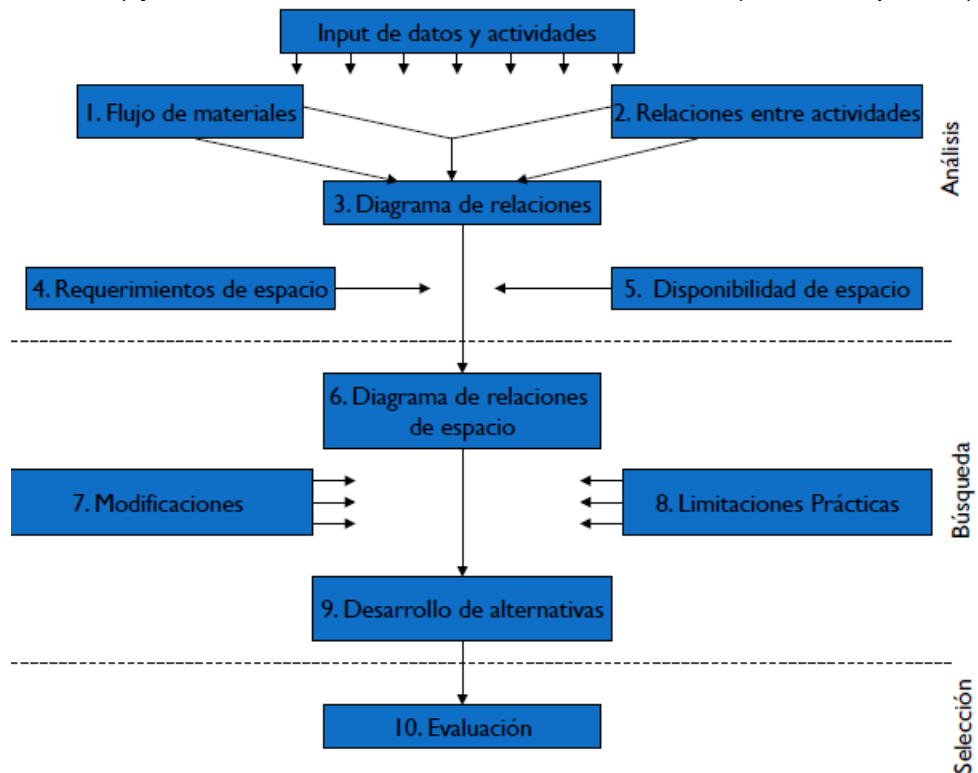 Input de datos y actividades
1. Flujo de materiales
2. Relaciones entre actividades
Análisis
3. Diagrama de relaciones
4. Requerimientos de espacio
5. Disponibilidad de espacio
6. Diagrama de relaciones
de espacio
Búsqueda
7. Modificaciones
8. Limitaciones Prácticas
9. Desarrollo de alternativas
Selección
10. Evaluación